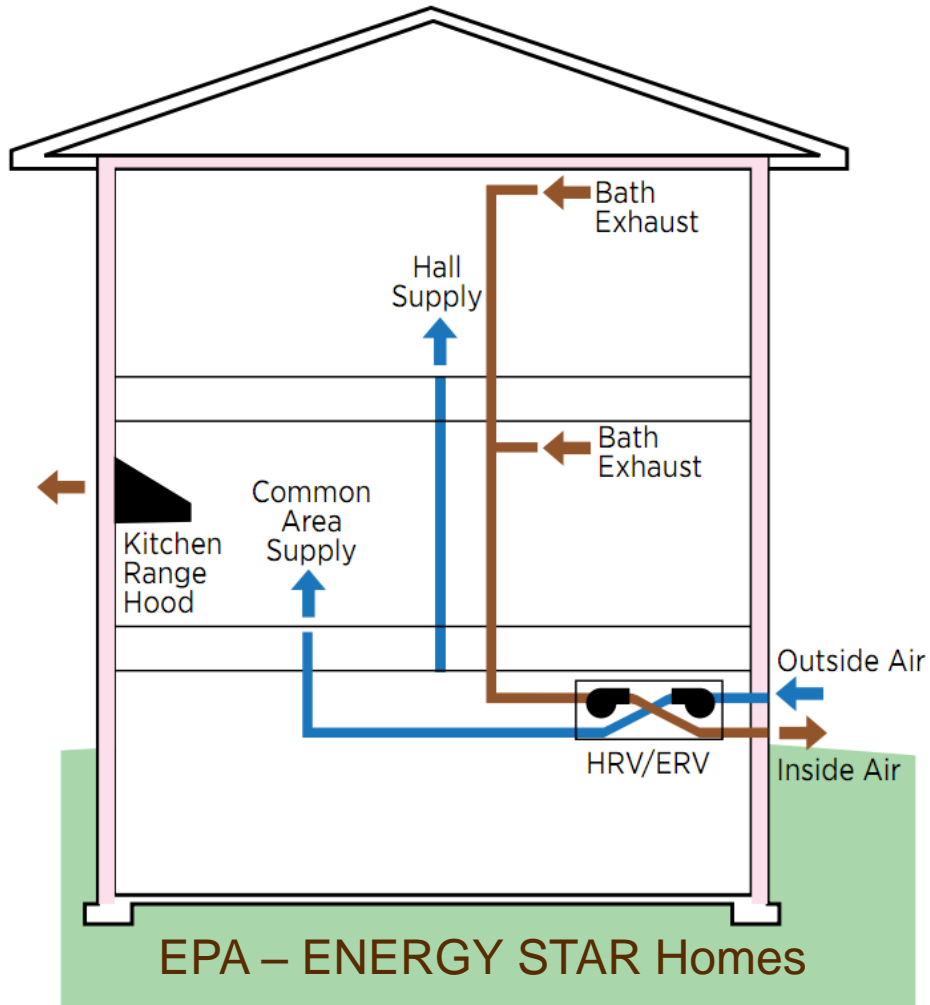 Bath
Exhaust
Hall
Supply
Bath
Exhaust
Common
Area
Supply
Kitchen
Range
Hood
Outside Air
HRV/ERV
Inside Air
EPA – ENERGY STAR Homes